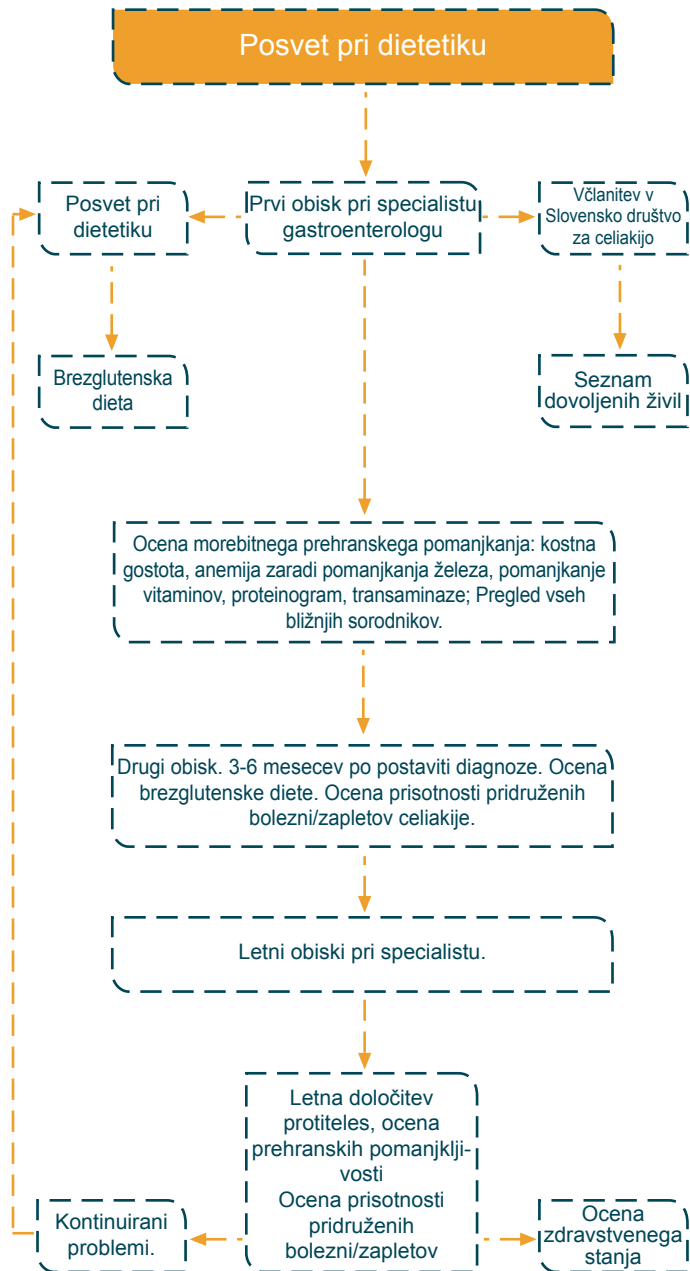 Posvet pri dietetiku
Posvet pri
dietetiku
Prvi obisk pri specialistu
gastroenterologu
Včlanitev v
Slovensko društvo
za celiakijo
Brezglutenska
dieta
Seznam
dovoljenih živil
Ocena morebitnega prehranskega pomanjkanja: kostna
gostota, anemija zaradi pomanjkanja železa, pomanjkanje
vitaminov, proteinogram, transaminaze; Pregled vseh
bližnjih sorodnikov.
Drugi obisk. 3-6 mesecev po postaviti diagnoze. Ocena
brezglutenske diete. Ocena prisotnosti pridruženih
bolezni/zapletov celiakije.
Letni obiski pri specialistu.
Letna določitev
protiteles, ocena
prehranskih pomanjklji-
vosti
Ocena prisotnosti
pridruženih
bolezni/zapletov
Kontinuirani
problemi.
Ocena
zdravstvenega
stanja